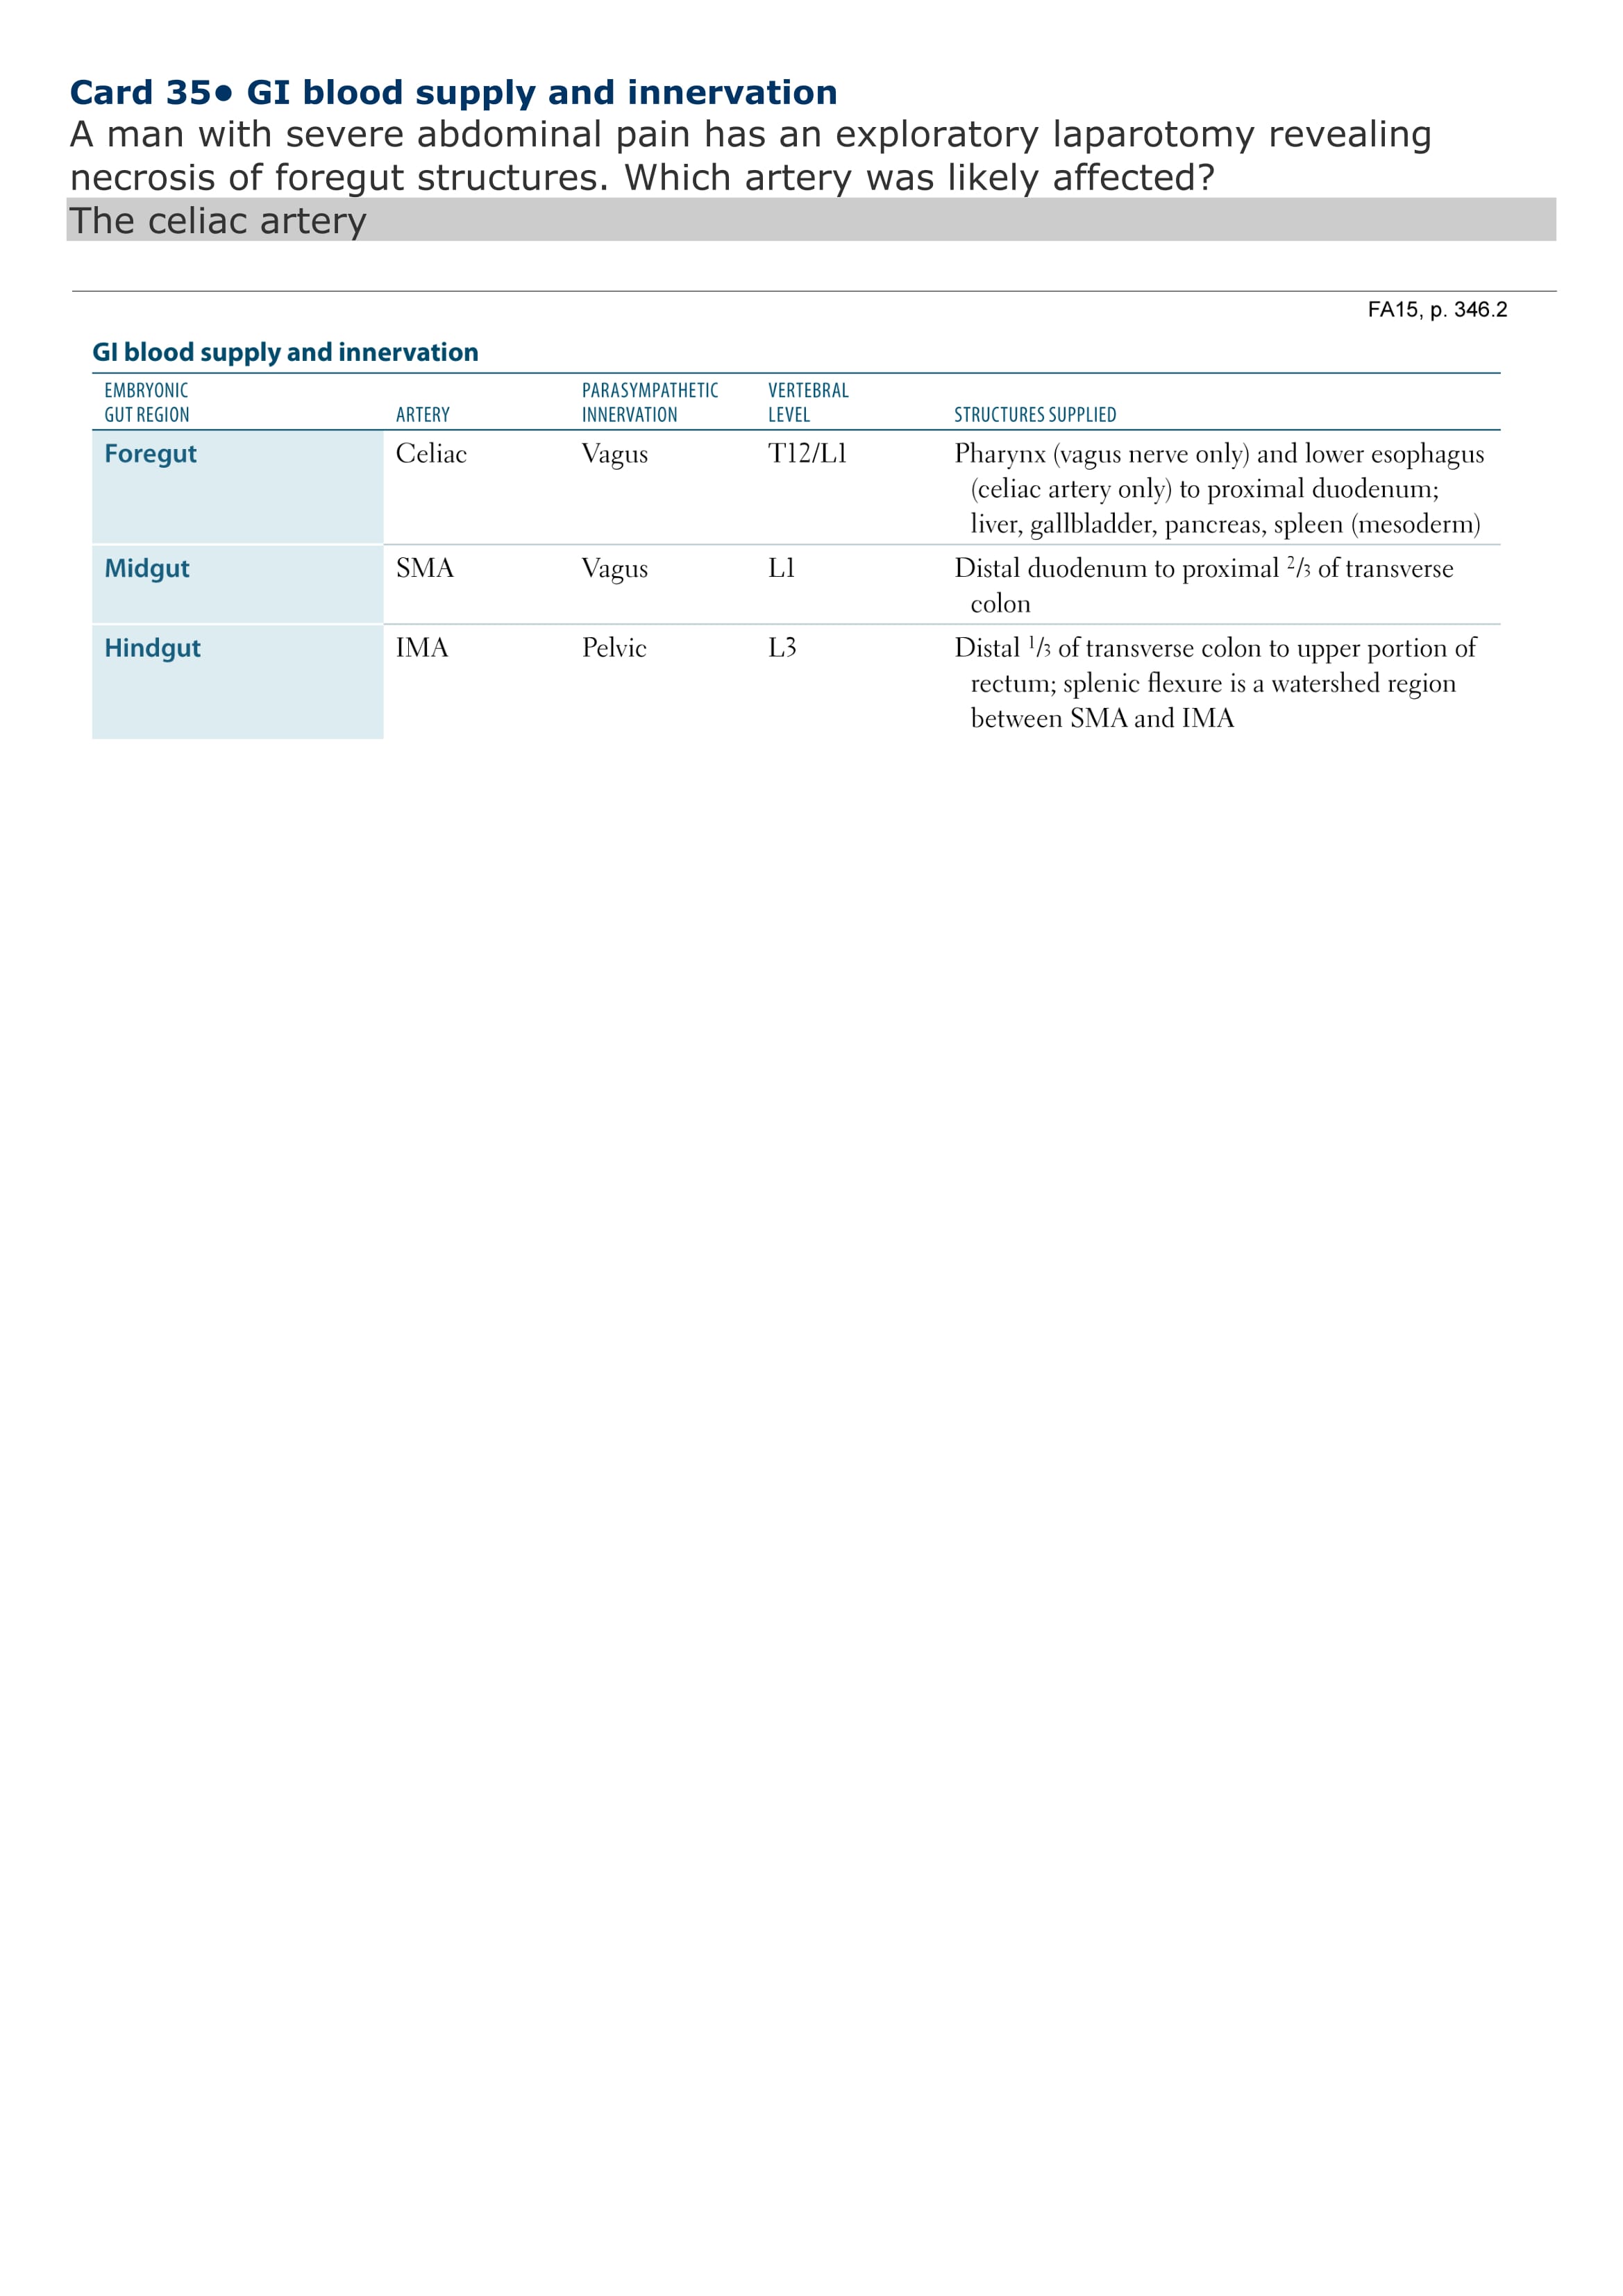 Card 35• GI blood supply and innervation
A man with severe abdominal pain has an exploratory laparotomy revealing
necrosis of foregut structures. Which artery was likely affected?
The celiac artery
FA15, p. 346.2
GI blood supply and innervation
EMBRYONIC GUT REGION ARTERY PARASYMPATHETIC INNERVATION VERTEBRAL LEVEL STRUCTURES SUPPLIED
Foregut Celiac Vagus T12/L1 Pharynx (vagus nerve only) and lower esophagus
(celiac artery only) to proximal duodenum;
liver, gallbladder, pancreas, spleen (mesoderm)
Midgut SMA Vagus L1 Distal duodenum to proximal 2/3 of transverse
colon
Hindgut IMA Pelvic L3 Distal 1/3 of transverse colon to upper portion of
rectum; splenic flexure is a watershed region
between SMA and IMA